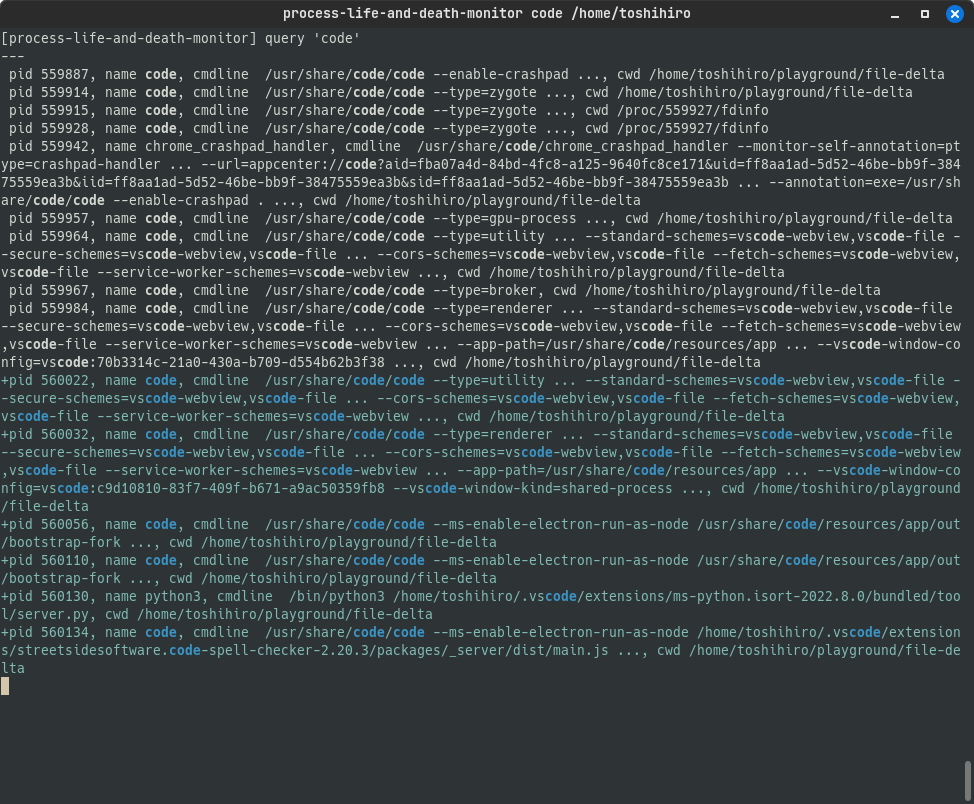 process-life-and-death-monitor code /home/toshihiro
[process-life-and-death-monitor] query 'code'
---
 pid 559887, name code, cmdline  /usr/share/code/code --enable-crashpad ..., cwd /home/toshihiro/playground/file-delta
 pid 559914, name code, cmdline  /usr/share/code/code --type=zygote ..., cwd /home/toshihiro/playground/file-delta
 pid 559915, name code, cmdline  /usr/share/code/code --type=zygote ..., cwd /proc/559927/fdinfo
 pid 559928, name code, cmdline  /usr/share/code/code --type=zygote ..., cwd /proc/559927/fdinfo
 pid 559942, name chrome_crashpad_handler, cmdline  /usr/share/code/chrome_crashpad_handler --monitor-self-annotation=pt
ype=crashpad-handler ... --url=appcenter://code?aid=fba07a4d-84bd-4fc8-a125-9640fc8ce171&uid=ff8aa1ad-5d52-46be-bb9f-384
75559ea3b&iid=ff8aa1ad-5d52-46be-bb9f-38475559ea3b&sid=ff8aa1ad-5d52-46be-bb9f-38475559ea3b ... --annotation=exe=/usr/sh
are/code/code --enable-crashpad . ..., cwd /home/toshihiro/playground/file-delta
 pid 559957, name code, cmdline  /usr/share/code/code --type=gpu-process ..., cwd /home/toshihiro/playground/file-delta
 pid 559964, name code, cmdline  /usr/share/code/code --type=utility ... --standard-schemes=vscode-webview,vscode-file -
-secure-schemes=vscode-webview,vscode-file ... --cors-schemes=vscode-webview,vscode-file --fetch-schemes=vscode-webview,
vscode-file --service-worker-schemes=vscode-webview ..., cwd /home/toshihiro/playground/file-delta
 pid 559967, name code, cmdline  /usr/share/code/code --type=broker, cwd /home/toshihiro/playground/file-delta
 pid 559984, name code, cmdline  /usr/share/code/code --type=renderer ... --standard-schemes=vscode-webview,vscode-file 
--secure-schemes=vscode-webview,vscode-file ... --cors-schemes=vscode-webview,vscode-file --fetch-schemes=vscode-webview
,vscode-file --service-worker-schemes=vscode-webview ... --app-path=/usr/share/code/resources/app ... --vscode-window-co
nfig=vscode:70b3314c-21a0-430a-b709-d554b62b3f38 ..., cwd /home/toshihiro/playground/file-delta
+pid 560022, name code, cmdline  /usr/share/code/code --type=utility ... --standard-schemes=vscode-webview,vscode-file -
-secure-schemes=vscode-webview,vscode-file ... --cors-schemes=vscode-webview,vscode-file --fetch-schemes=vscode-webview,
vscode-file --service-worker-schemes=vscode-webview ..., cwd /home/toshihiro/playground/file-delta
+pid 560032, name code, cmdline  /usr/share/code/code --type=renderer ... --standard-schemes=vscode-webview,vscode-file 
--secure-schemes=vscode-webview,vscode-file ... --cors-schemes=vscode-webview,vscode-file --fetch-schemes=vscode-webview
,vscode-file --service-worker-schemes=vscode-webview ... --app-path=/usr/share/code/resources/app ... --vscode-window-co
nfig=vscode:c9d10810-83f7-409f-b671-a9ac50359fb8 --vscode-window-kind=shared-process ..., cwd /home/toshihiro/playground
/file-delta
+pid 560056, name code, cmdline  /usr/share/code/code --ms-enable-electron-run-as-node /usr/share/code/resources/app/out
/bootstrap-fork ..., cwd /home/toshihiro/playground/file-delta
+pid 560110, name code, cmdline  /usr/share/code/code --ms-enable-electron-run-as-node /usr/share/code/resources/app/out
/bootstrap-fork ..., cwd /home/toshihiro/playground/file-delta
+pid 560130, name python3, cmdline  /bin/python3 /home/toshihiro/.vscode/extensions/ms-python.isort-2022.8.0/bundled/too
l/server.py, cwd /home/toshihiro/playground/file-delta
+pid 560134, name code, cmdline  /usr/share/code/code --ms-enable-electron-run-as-node /home/toshihiro/.vscode/extension
s/streetsidesoftware.code-spell-checker-2.20.3/packages/_server/dist/main.js ..., cwd /home/toshihiro/playground/file-de
lta